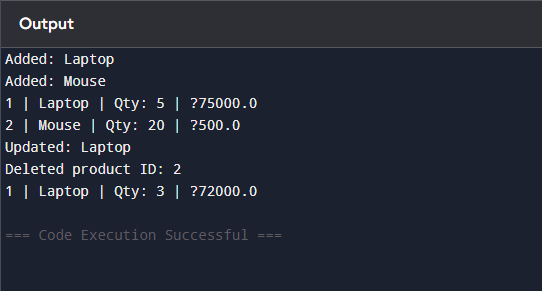 Output
Added: Laptop
Added: Mouse
1 | Laptop | Qty: 5 | ?75000.0
2 | Mouse | Qty: 20 | ?500.0
Updated: Laptop
Deleted product ID: 2
1 | Laptop | Qty: 3 | ?72000.0
=== Code Execution Successful ===